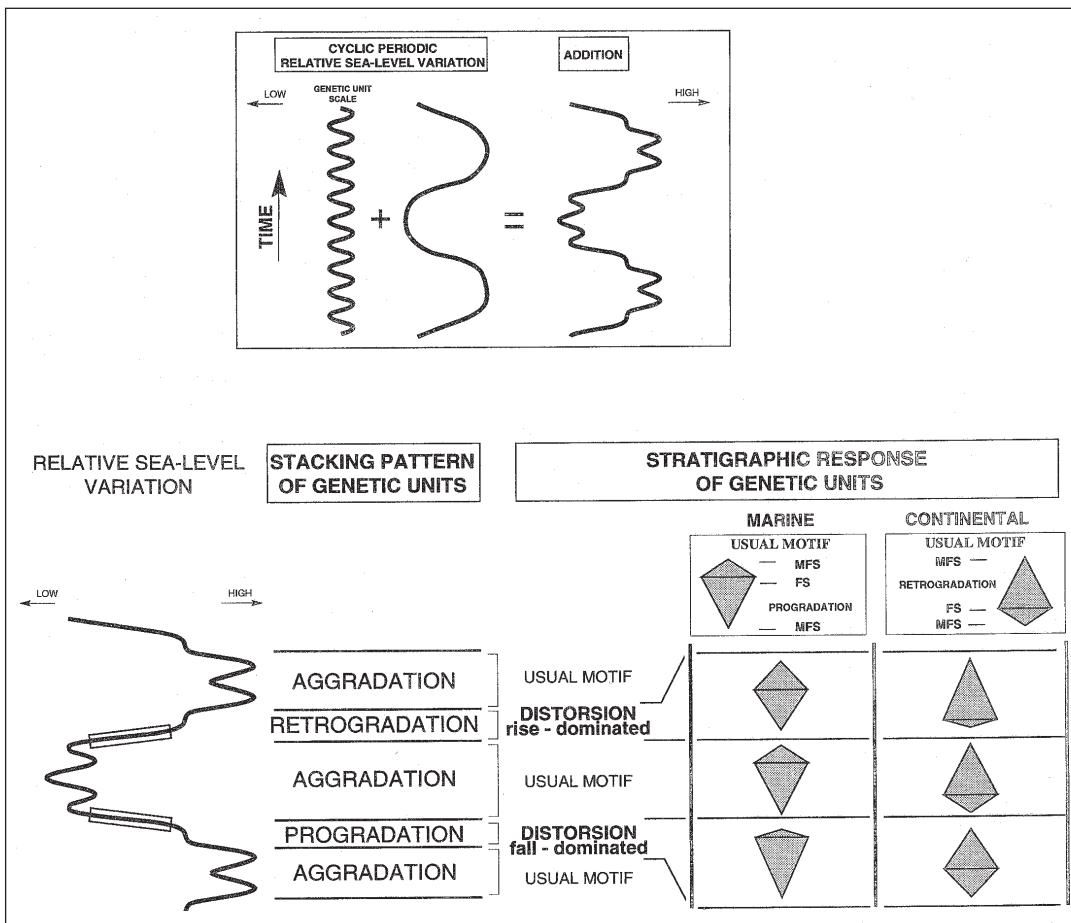 CYCLIC PERIODIC
RELATIVE SEA-LEVEL VARIATION
ADDITION
LOW
GENETIC UNIT
SCALE
HIGH
TIME
+
=
RELATIVE SEA-LEVEL
VARIATION
STACKING PATTERN
OF GENETIC UNITS
STRATIGRAPHIC RESPONSE
OF GENETIC UNITS
MARINE
CONTINENTAL
USUAL MOTIF
MFS
FS
PROGRADATION
MFS
USUAL MOTIF
MFS
RETROGRADATION
FS
MFS
LOW
HIGH
AGGRADATION
USUAL MOTIF
RETROGRADATION
DISTORSION
rise - dominated
AGGRADATION
USUAL MOTIF
PROGRADATION
DISTORSION
fall - dominated
AGGRADATION
USUAL MOTIF